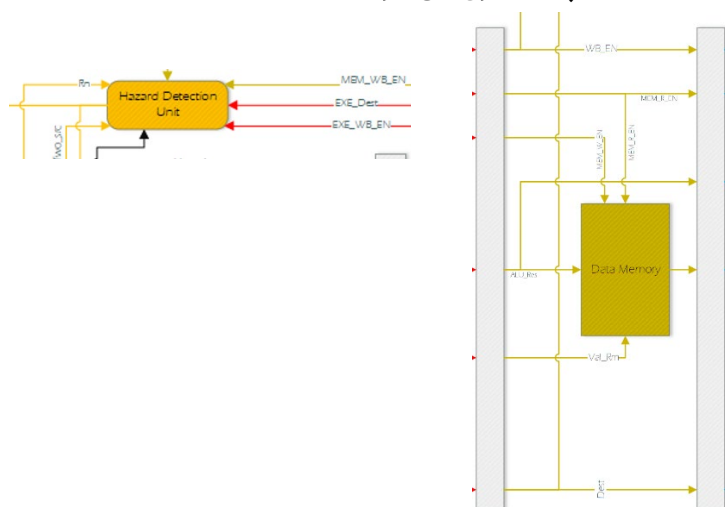 Rn
MEM_WB_EN
Hazard Detection
Unit
EXE_Dest
EXE_WB_EN
WB_EN
MEM_R_EN
MEM_W_EN
MEM_R_EN
Data Memory
ALU_Res
Val_Rm
Dest